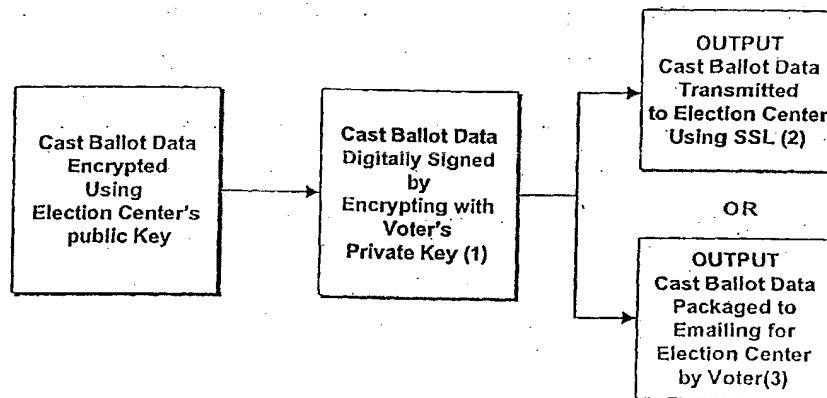 Cast Ballot Data
Encrypted
Using
Election Center's
public Key
Cast Ballot Data
Digitally Signed
by
Encrypting with
Voter's
Private Key (1)
OUTPUT
Cast Ballot Data
Transmitted
to Election Center
Using SSL (2)
OR
OUTPUT
Cast Ballot Data
Packaged to
Emailing for
Election Center
by Voter(3)